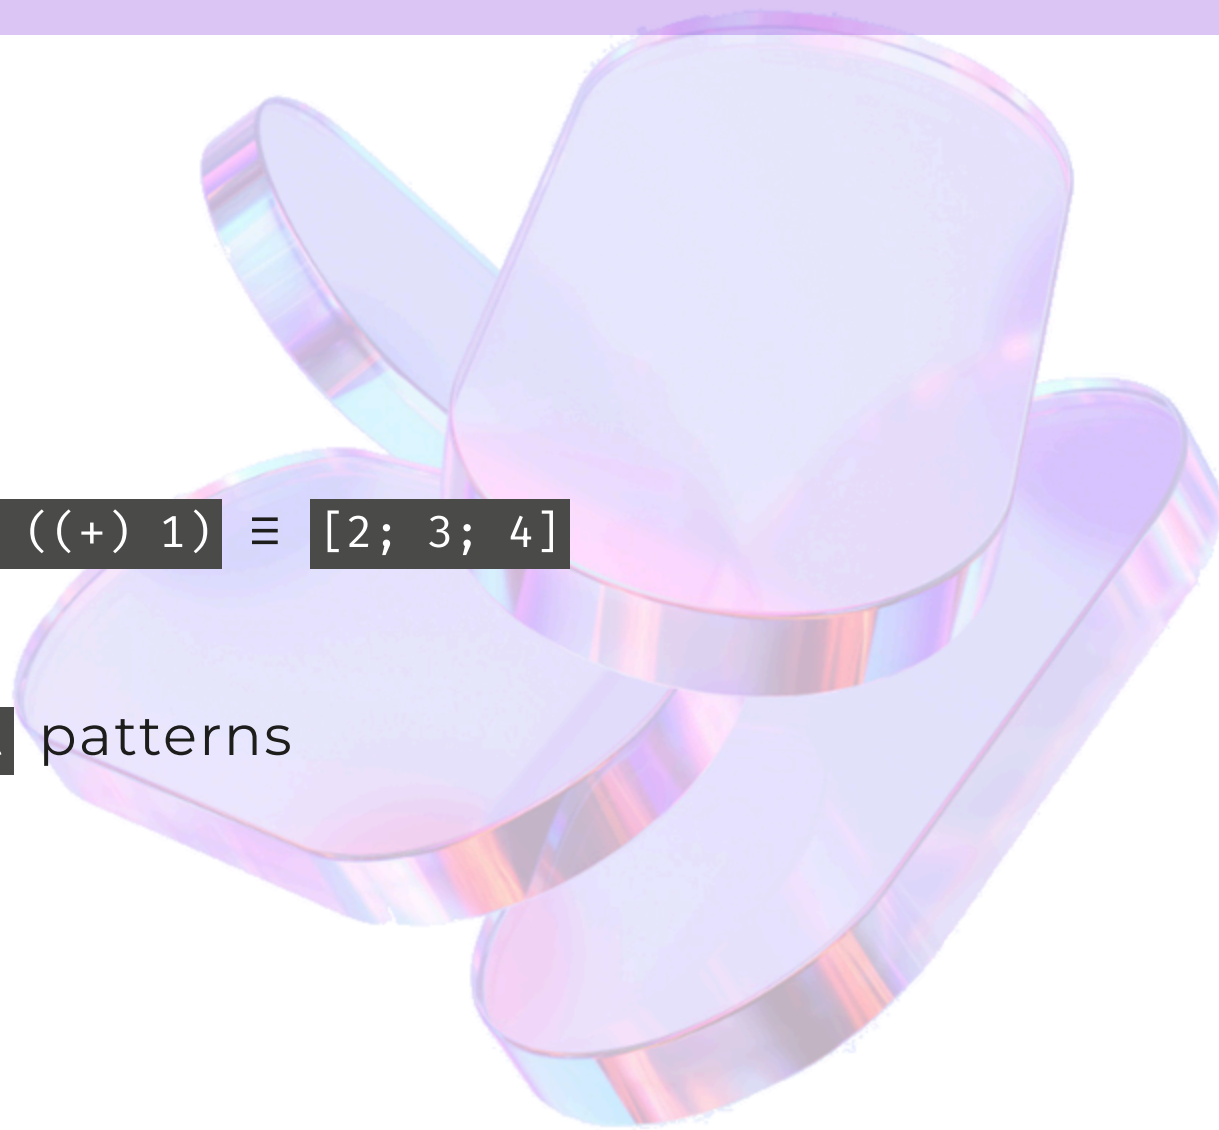 ((+) 1) ≡ [2; 3; 4]
patterns